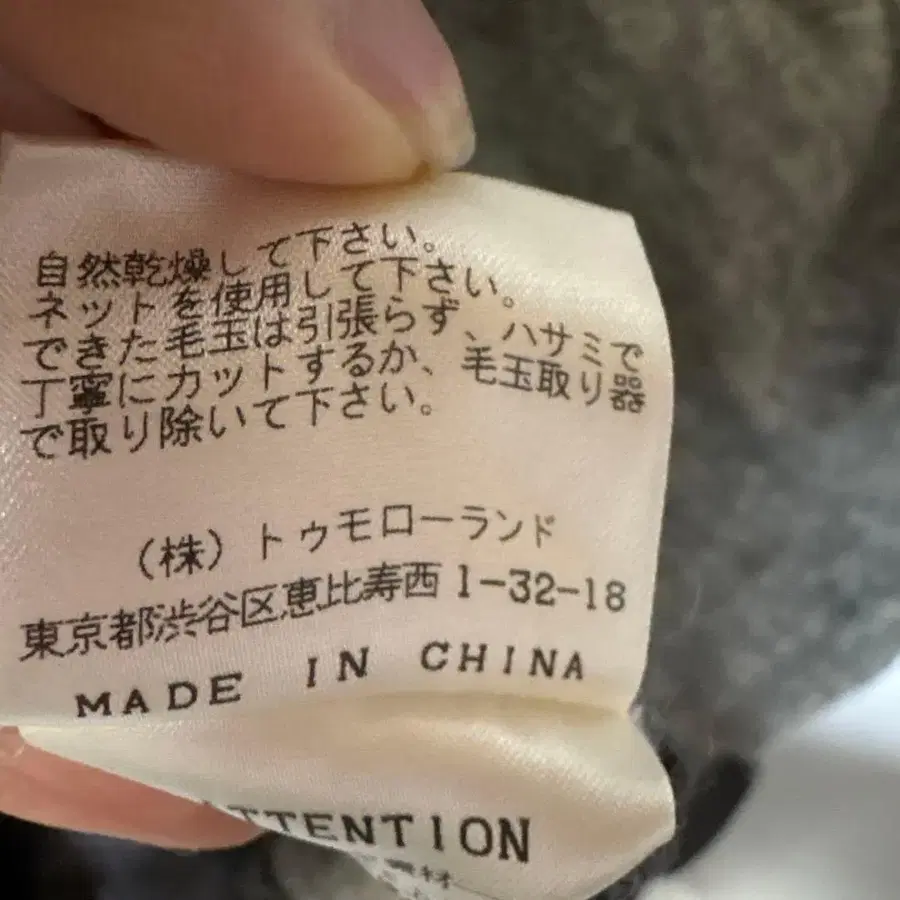 自然乾燥して下さい。
ネットを使用して下さい。
できた毛玉は引張らず、ハサミで
丁寧にカットするか、毛玉取り器
で取り除いて下さい。
(株)トゥモローランド
東京都渋谷区恵比寿西1-32-18
MADE IN CHINA
ATTENTION